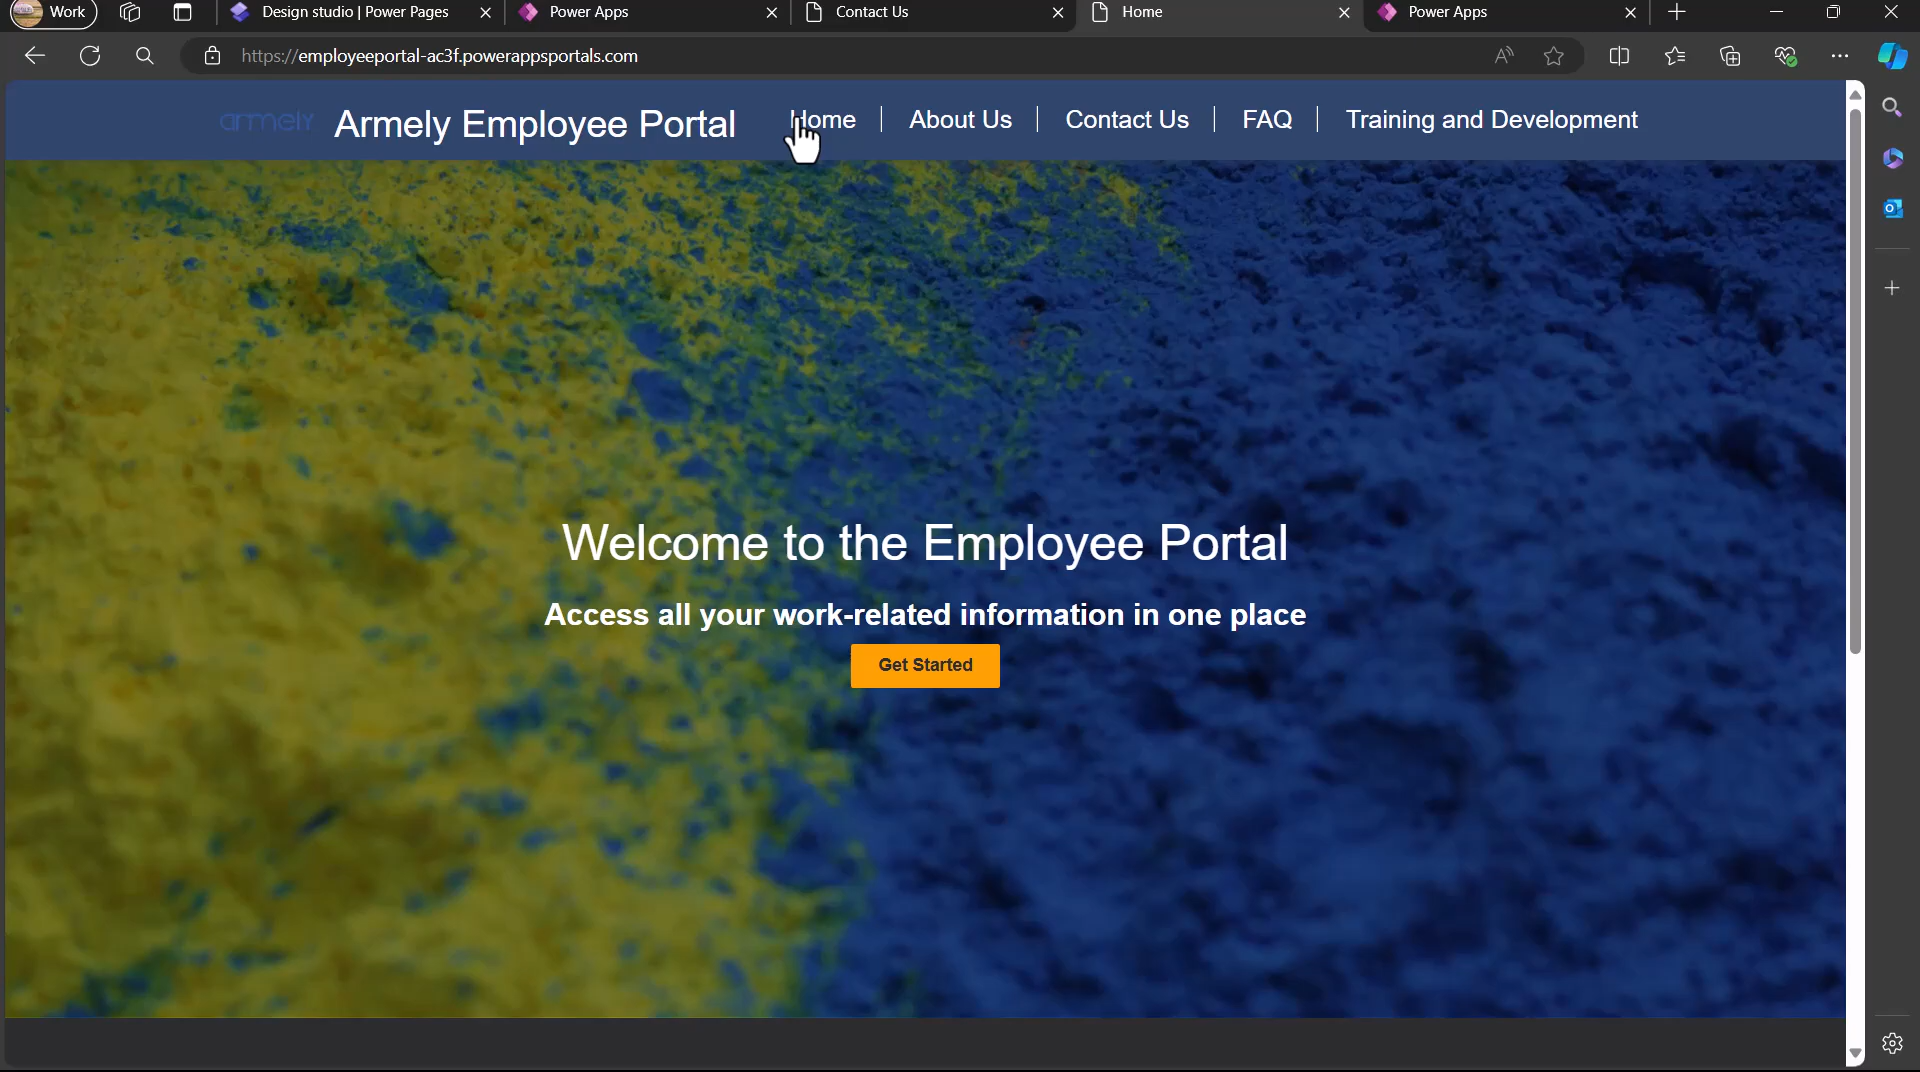 Work
Design studio | Power Pages
Power Apps
Contact Us
Home
Power Apps
https://employeeportal-ac3f.powerappsportals.com
armely
Armely Employee Portal
Home
About Us
Contact Us
FAQ
Training and Development
Welcome to the Employee Portal
Access all your work-related information in one place
Get Started